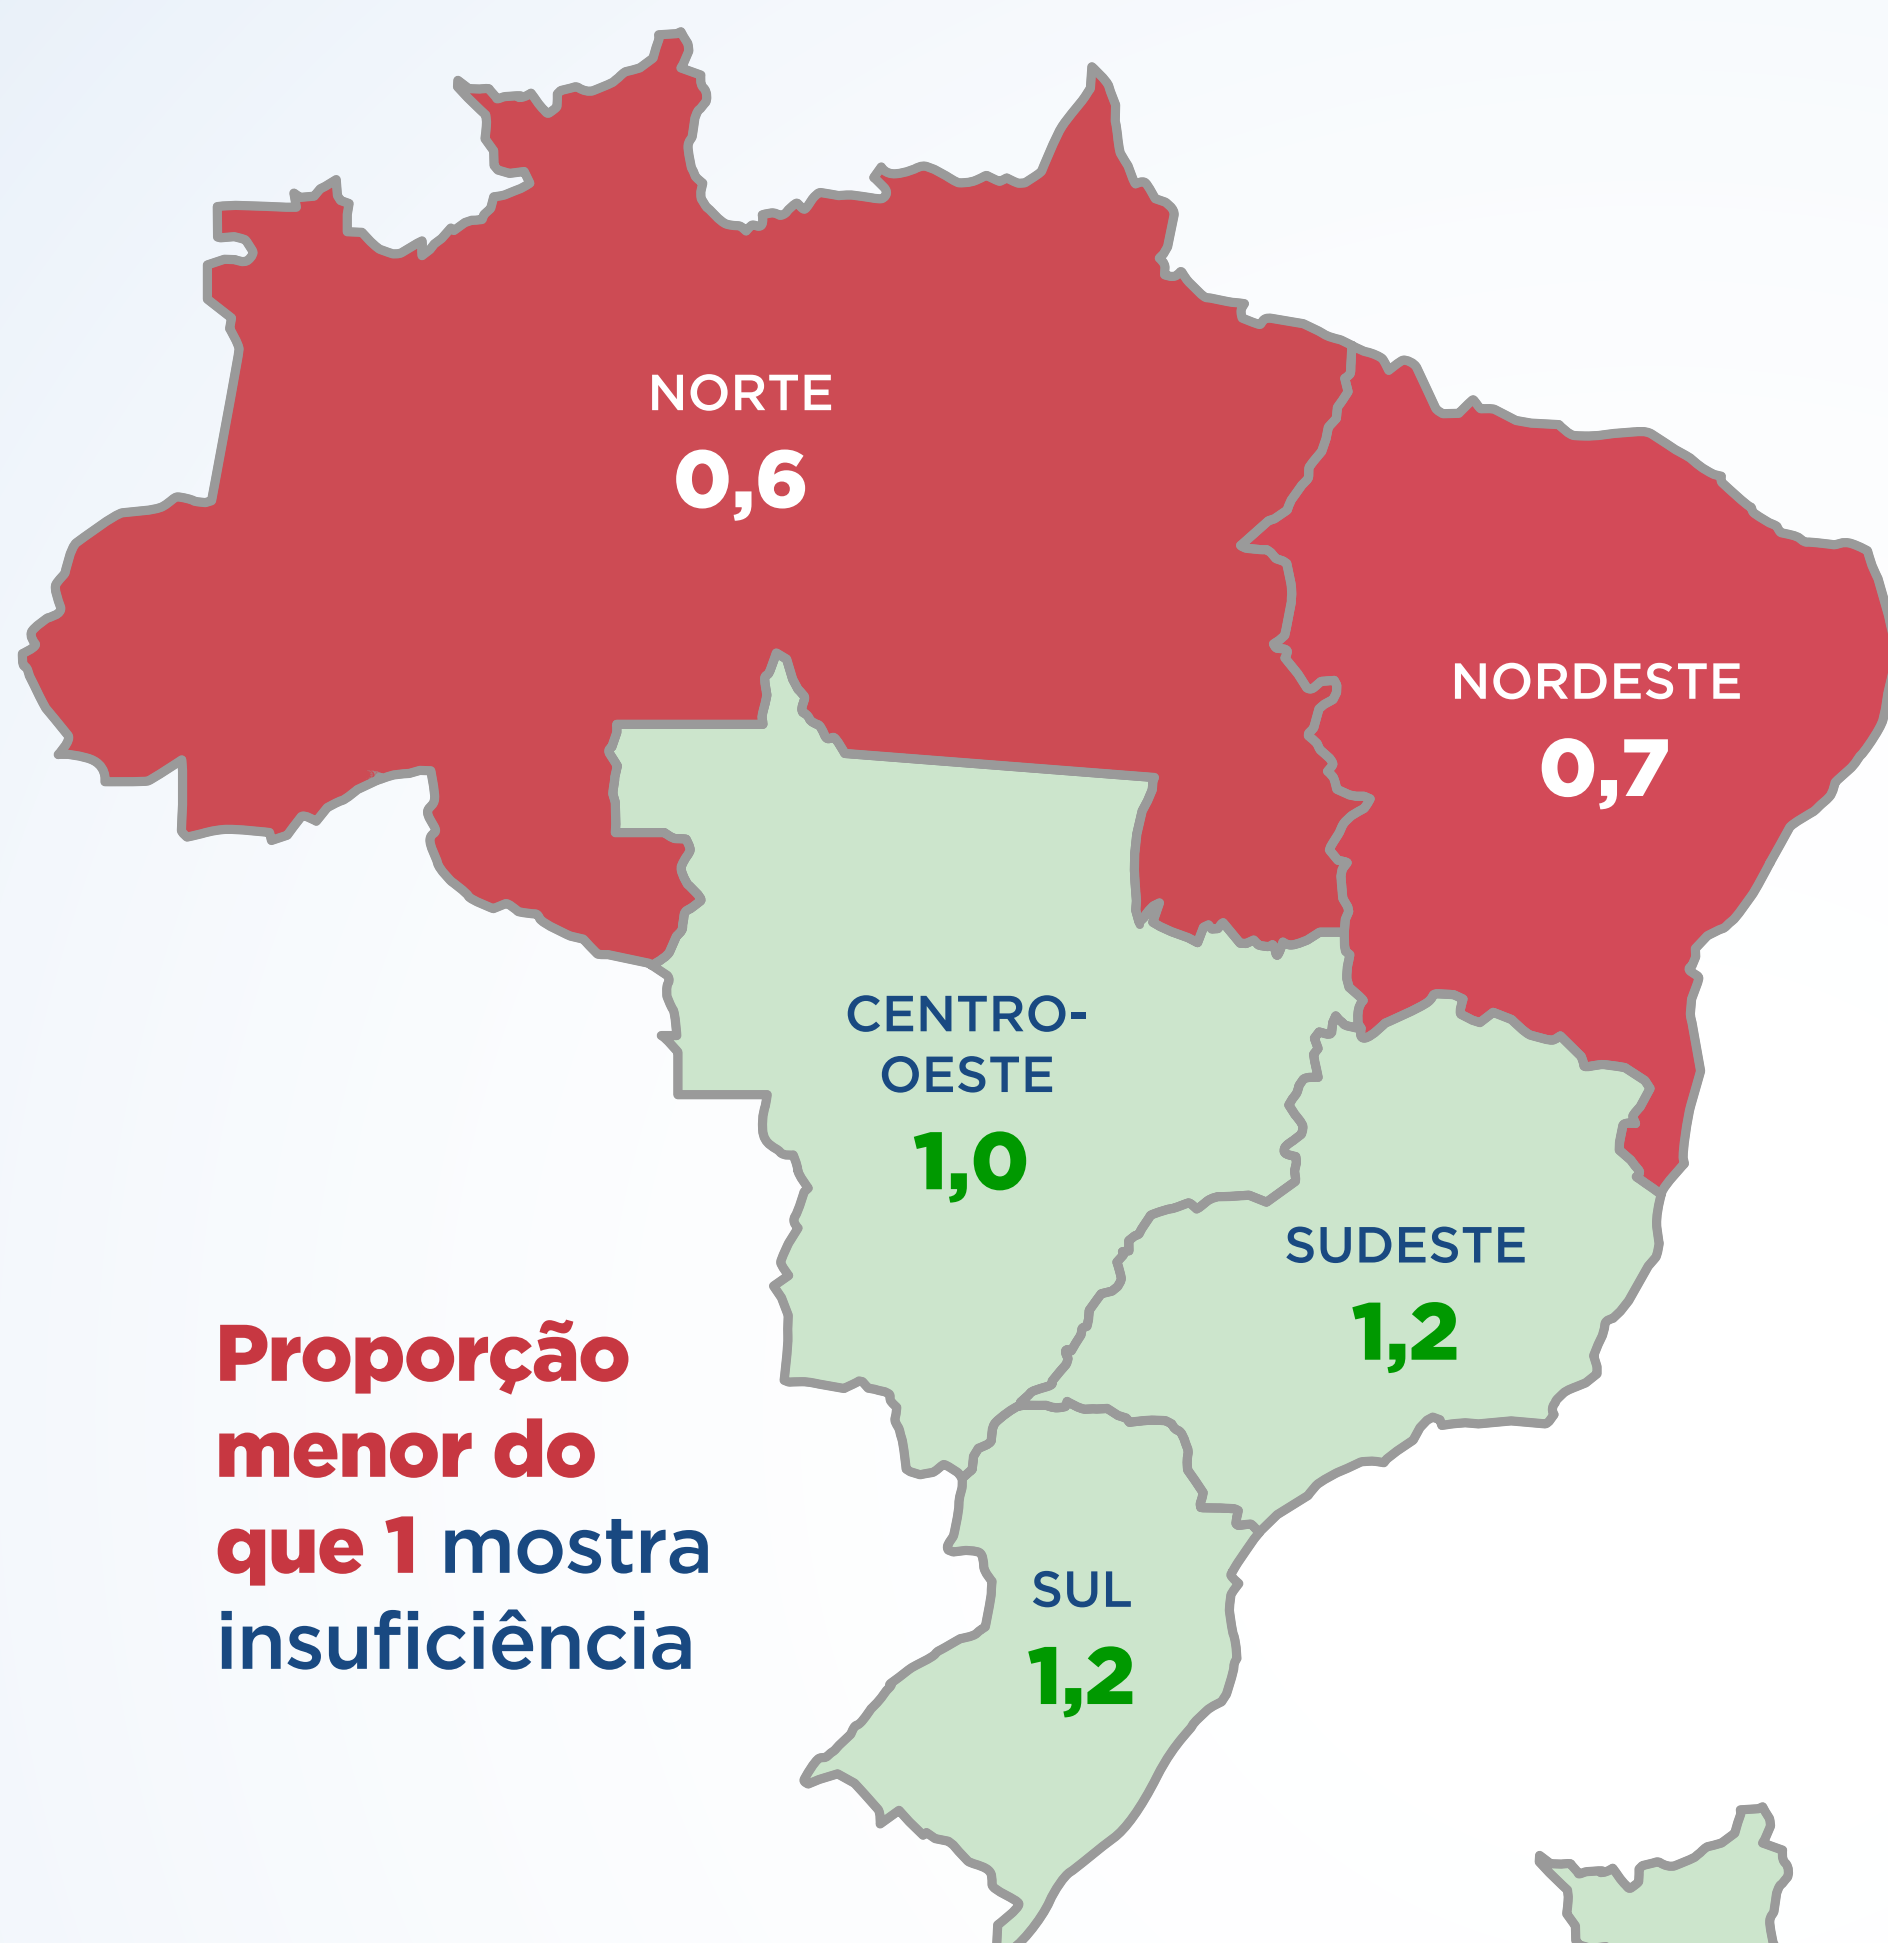 NORTE
0,6
NORDESTE
0,7
CENTRO-
OESTE
1,0
SUDESTE
1,2
Proporção
menor do
que 1 mostra
insuficiência
SUL
1,2